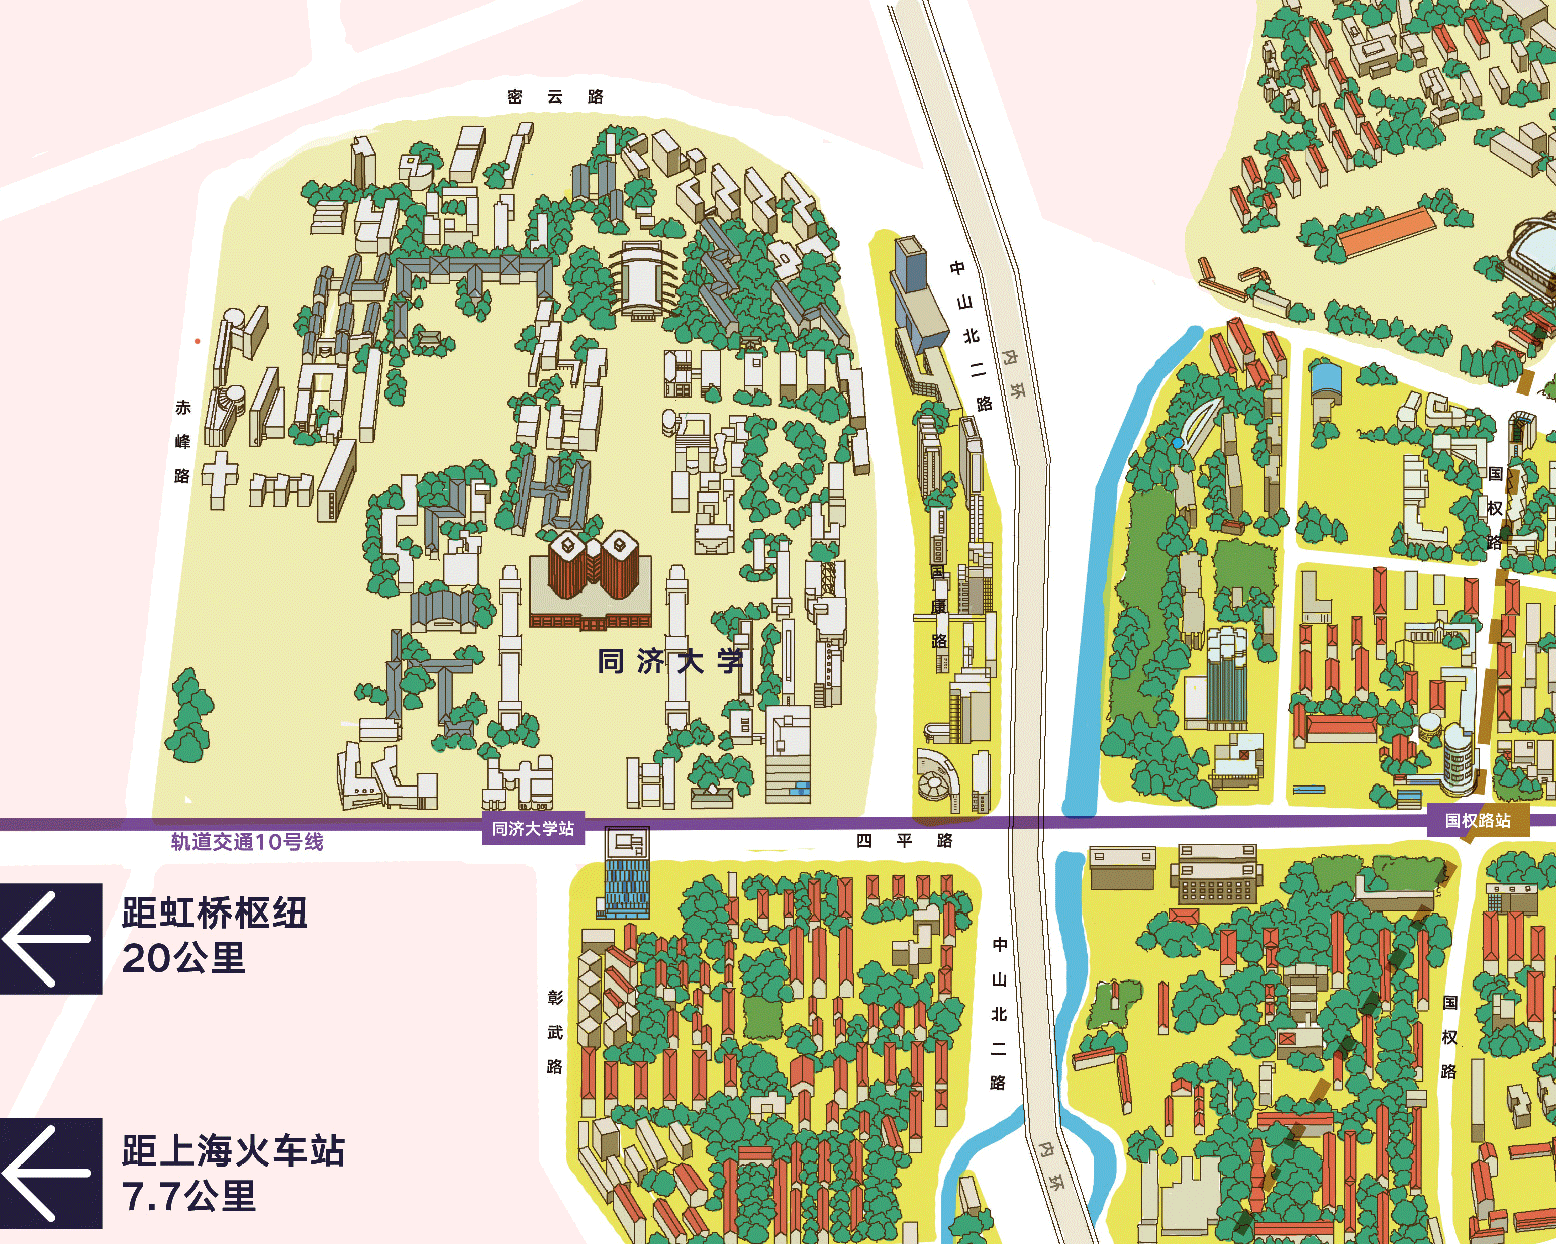 密云路
中山北二路
内环
赤峰路
国权路
国康路
同济大学
轨道交通10号线
同济大学站
四平路
国权路站
距虹桥枢纽
20公里
彰武路
中山北二路
国权路
距上海火车站
7.7公里
内环